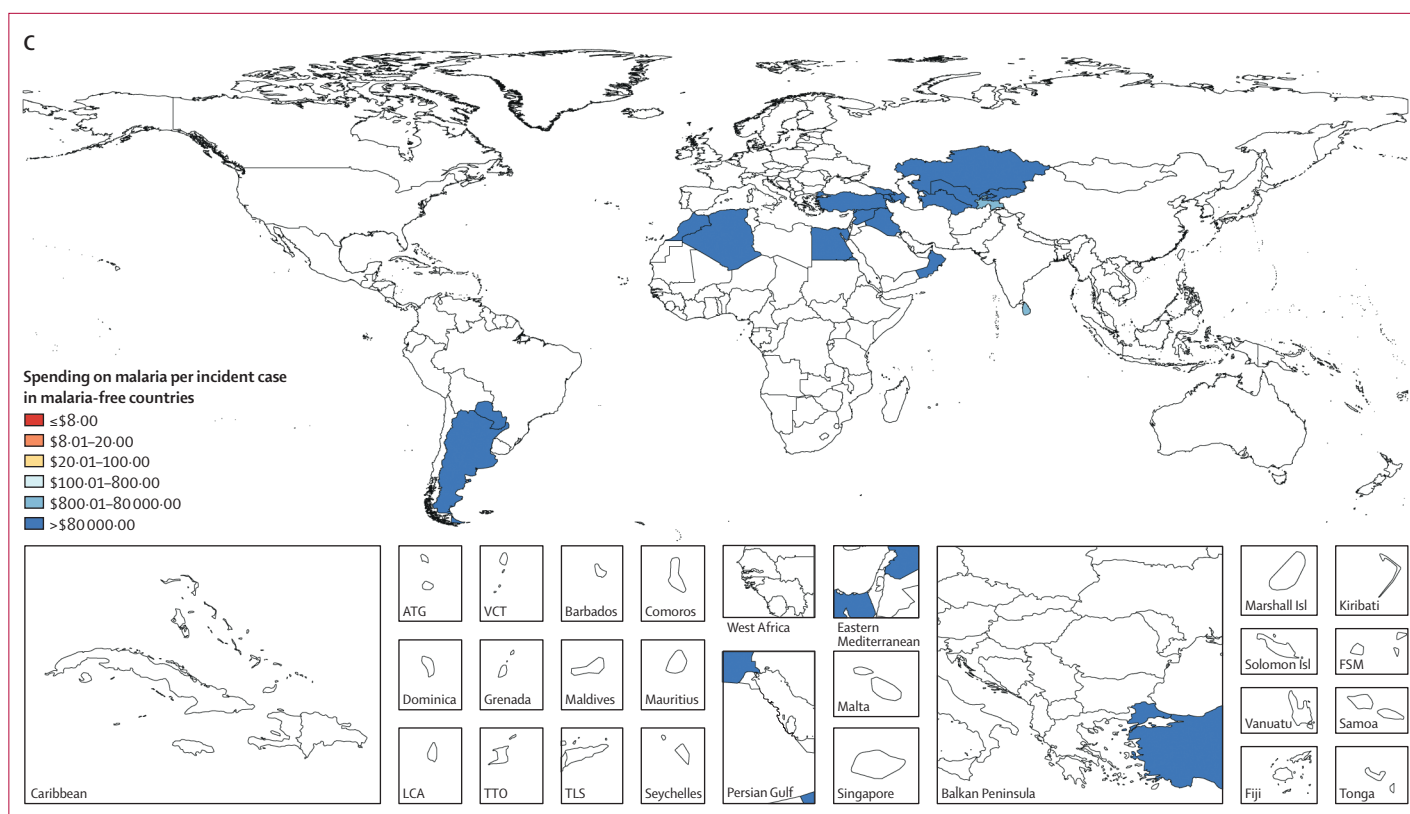 C
Spending on malaria per incident case
in malaria-free countries
≤$8·00
$8·01–20·00
$20·01–100·00
$100·01–800·00
$800·01–80 000·00
>$80 000·00
Caribbean
ATG
VCT
Barbados
Comoros
Dominica
Grenada
Maldives
Mauritius
LCA
TTO
TLS
Seychelles
West Africa
Eastern
Mediterranean
Persian Gulf
Malta
Singapore
Balkan Peninsula
Marshall Isl
Kiribati
Solomon Isl
FSM
Vanuatu
Samoa
Fiji
Tonga